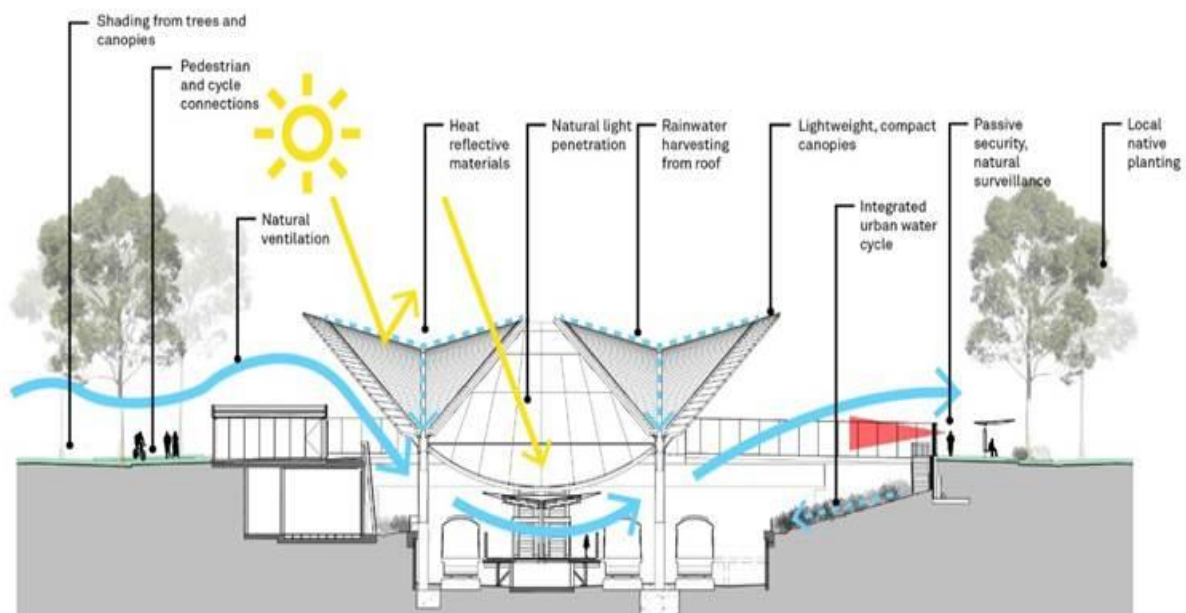 Shading from trees and
canopies
Pedestrian
and cycle
connections
Natural
ventilation
Heat
reflective
materials
Natural light
penetration
Rainwater
harvesting
from roof
Lightweight, compact
canopies
Integrated
urban water
cycle
Passive
security,
natural
surveillance
Local
native
planting